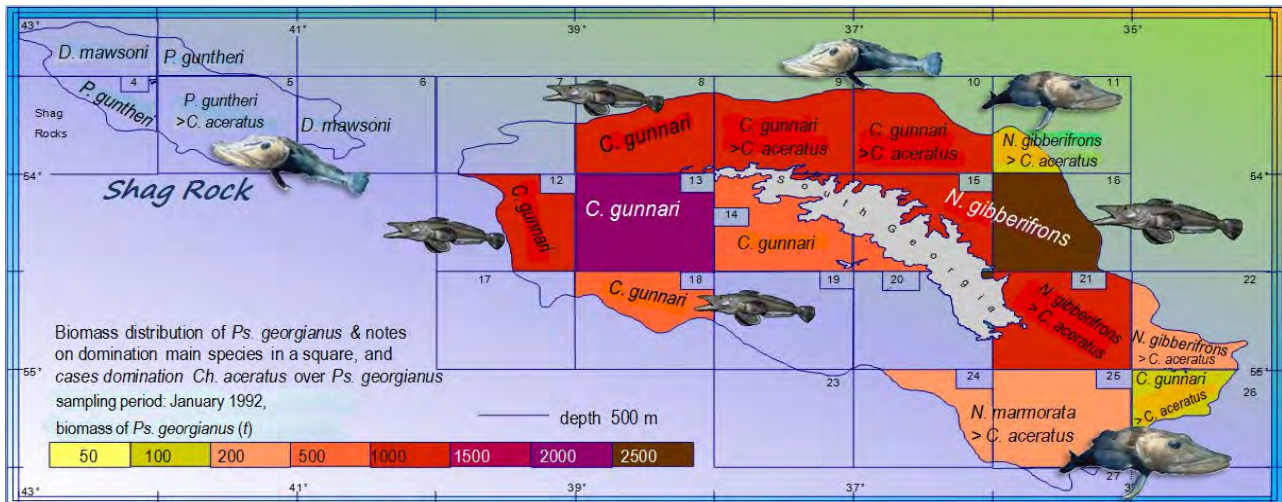 43° 41° 39° 37° 35°
D. mawsoni
P. guntheri
4 5 6 7 8 9 10 11
P. guntheri
P. guntheri
>C. aceratus
D. mawsoni
Shag
Rocks
C. gunnari
C. gunnari
>C. aceratus
C. gunnari
>C. aceratus
N. gibberifrons
> C. aceratus
Shag Rock
54° 12 13 15 16 54°
C. gunnari
C. gunnari
14
C. gunnari
South Georgia
N. gibberifrons
17 18 19 20 21 22
C. gunnari
N. gibberifrons
> C. aceratus
N. gibberifrons
> C. aceratus
Biomass distribution of Ps. georgianus & notes
on domination main species in a square, and
cases domination Ch. aceratus over Ps. georgianus
sampling period: January 1992,
biomass of Ps. georgianus (t)
55° 23 24 25 55° 26
C. gunnari
> C. aceratus
N. marmorata
> C. aceratus
depth 500 m
50 100 200 500 1000 1500 2000 2500
27
43° 41° 39° 37°